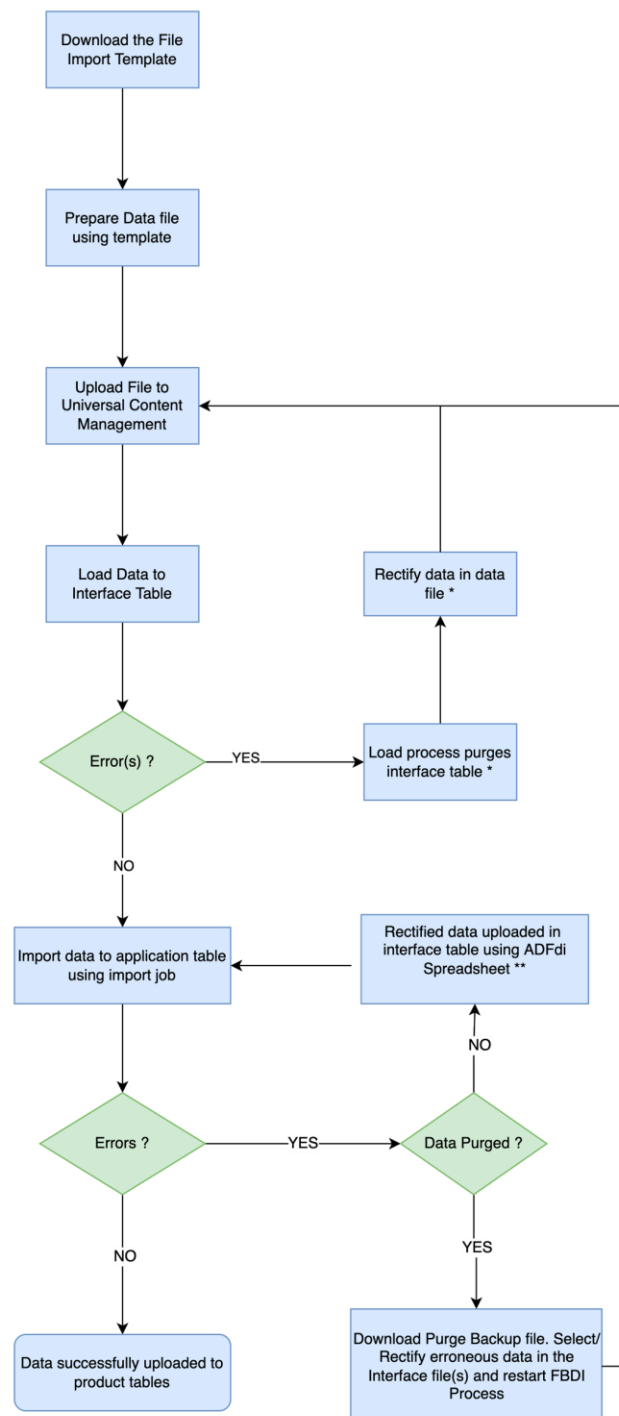 Download the File
Import Template
Prepare Data file
using template
Upload File to
Universal Content
Management
Load Data to
Interface Table
Rectify data in data
file *
Error(s) ?
YES
Load process purges
interface table *
NO
Import data to application table
using import job
Rectified data uploaded in
interface table using ADFdi
Spreadsheet **
NO
Errors ?
YES
Data Purged ?
NO
YES
Data successfully uploaded to
product tables
Download Purge Backup file. Select/
Rectify erroneous data in the
Interface file(s) and restart FBDI
Process